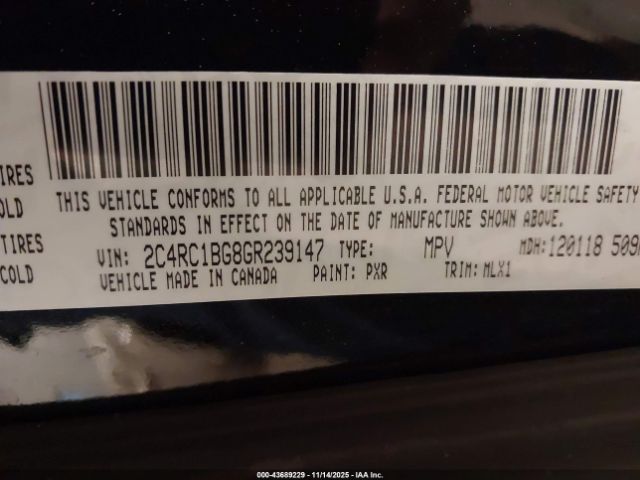 THIS VEHICLE CONFORMS TO ALL APPLICABLE U.S.A. FEDERAL MOTOR VEHICLE SAFETY
IRES
OLD
STANDARDS IN EFFECT ON THE DATE OF MANUFACTURE SHOWN ABOVE.
TIRES
VIN: 2C4RC1BG8GR239147 TYPE: MPV MDH:120118 509
COLD
VEHICLE MADE IN CANADA PAINT: PXR TRIM: MLX1
000-43689229 - 11/14/2025 - IAA Inc.